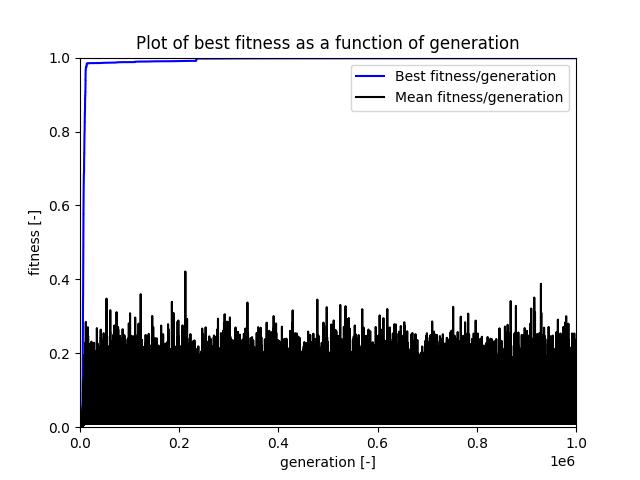 Plot of best fitness as a function of generation
Best fitness/generation
Mean fitness/generation
fitness [-]
1.0
0.8
0.6
0.4
0.2
0.0
0.0 0.2 0.4 0.6 0.8 1.0
1e6
generation [-]